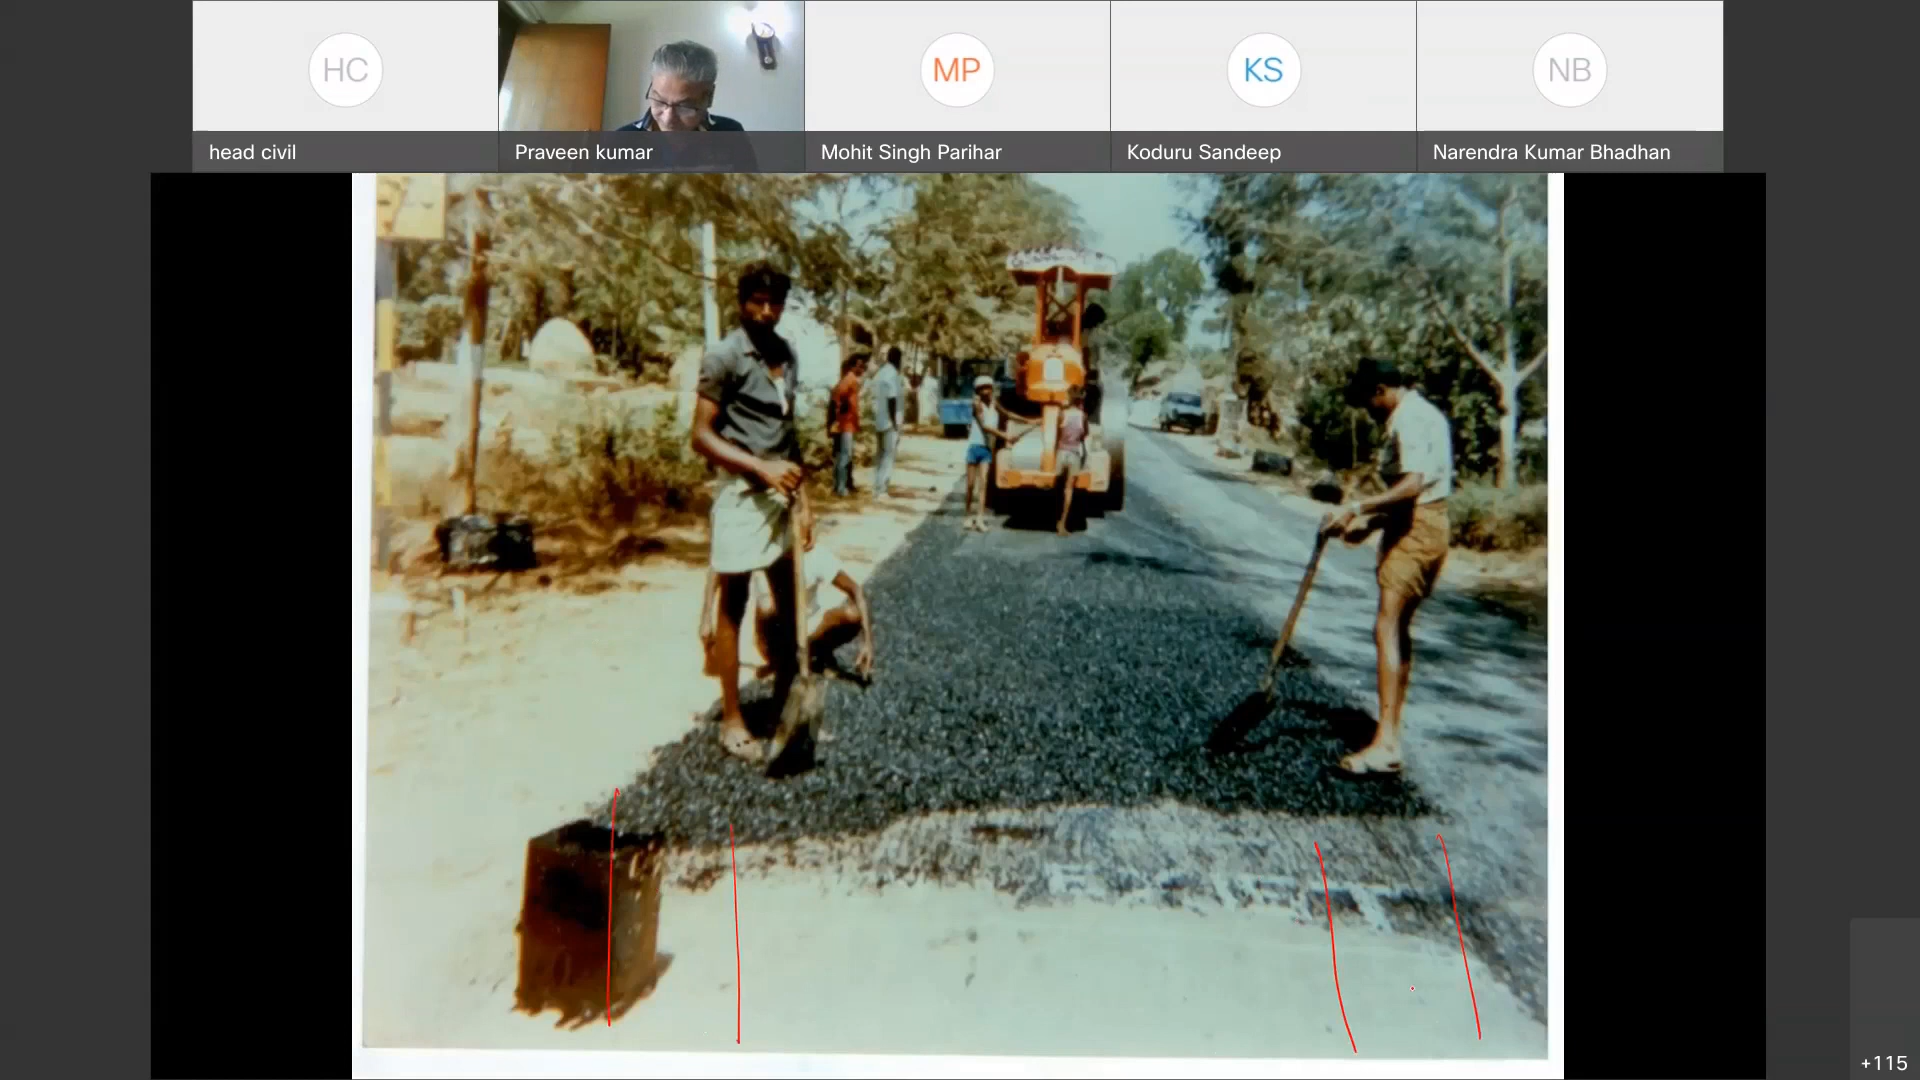 HC
MP
KS
NB
head civil
Praveen kumar
Mohit Singh Parihar
Koduru Sandeep
Narendra Kumar Bhadhan
+115